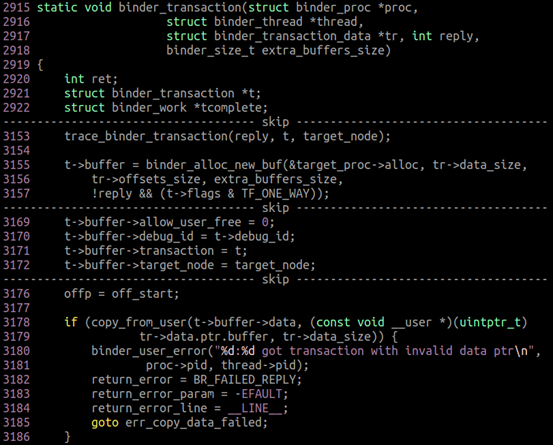 2915 static void binder_transaction(struct binder_proc *proc,
2916 struct binder_thread *thread,
2917 struct binder_transaction_data *tr, int reply,
2918 binder_size_t extra_buffers_size)
2919 {
2920 int ret;
2921 struct binder_transaction *t;
2922 struct binder_work *tcomplete;
----------------------------------- skip -----------------------------------
3153 trace_binder_transaction(reply, t, target_node);
3154
3155 t->buffer = binder_alloc_new_buf(&target_proc->alloc, tr->data_size,
3156 tr->offsets_size, extra_buffers_size,
3157 !reply && (t->flags & TF_ONE_WAY));
----------------------------------- skip -----------------------------------
3169 t->buffer->allow_user_free = 0;
3170 t->buffer->debug_id = t->debug_id;
3171 t->buffer->transaction = t;
3172 t->buffer->target_node = target_node;
----------------------------------- skip -----------------------------------
3176 offp = off_start;
3177
3178 if (copy_from_user(t->buffer->data, (const void __user *)(uintptr_t)
3179 tr->data.ptr.buffer, tr->data_size)) {
3180 binder_user_error("%d:%d got transaction with invalid data ptr\n",
3181 proc->pid, thread->pid);
3182 return_error = BR_FAILED_REPLY;
3183 return_error_param = -EFAULT;
3184 return_error_line = __LINE__;
3185 goto err_copy_data_failed;
3186 }